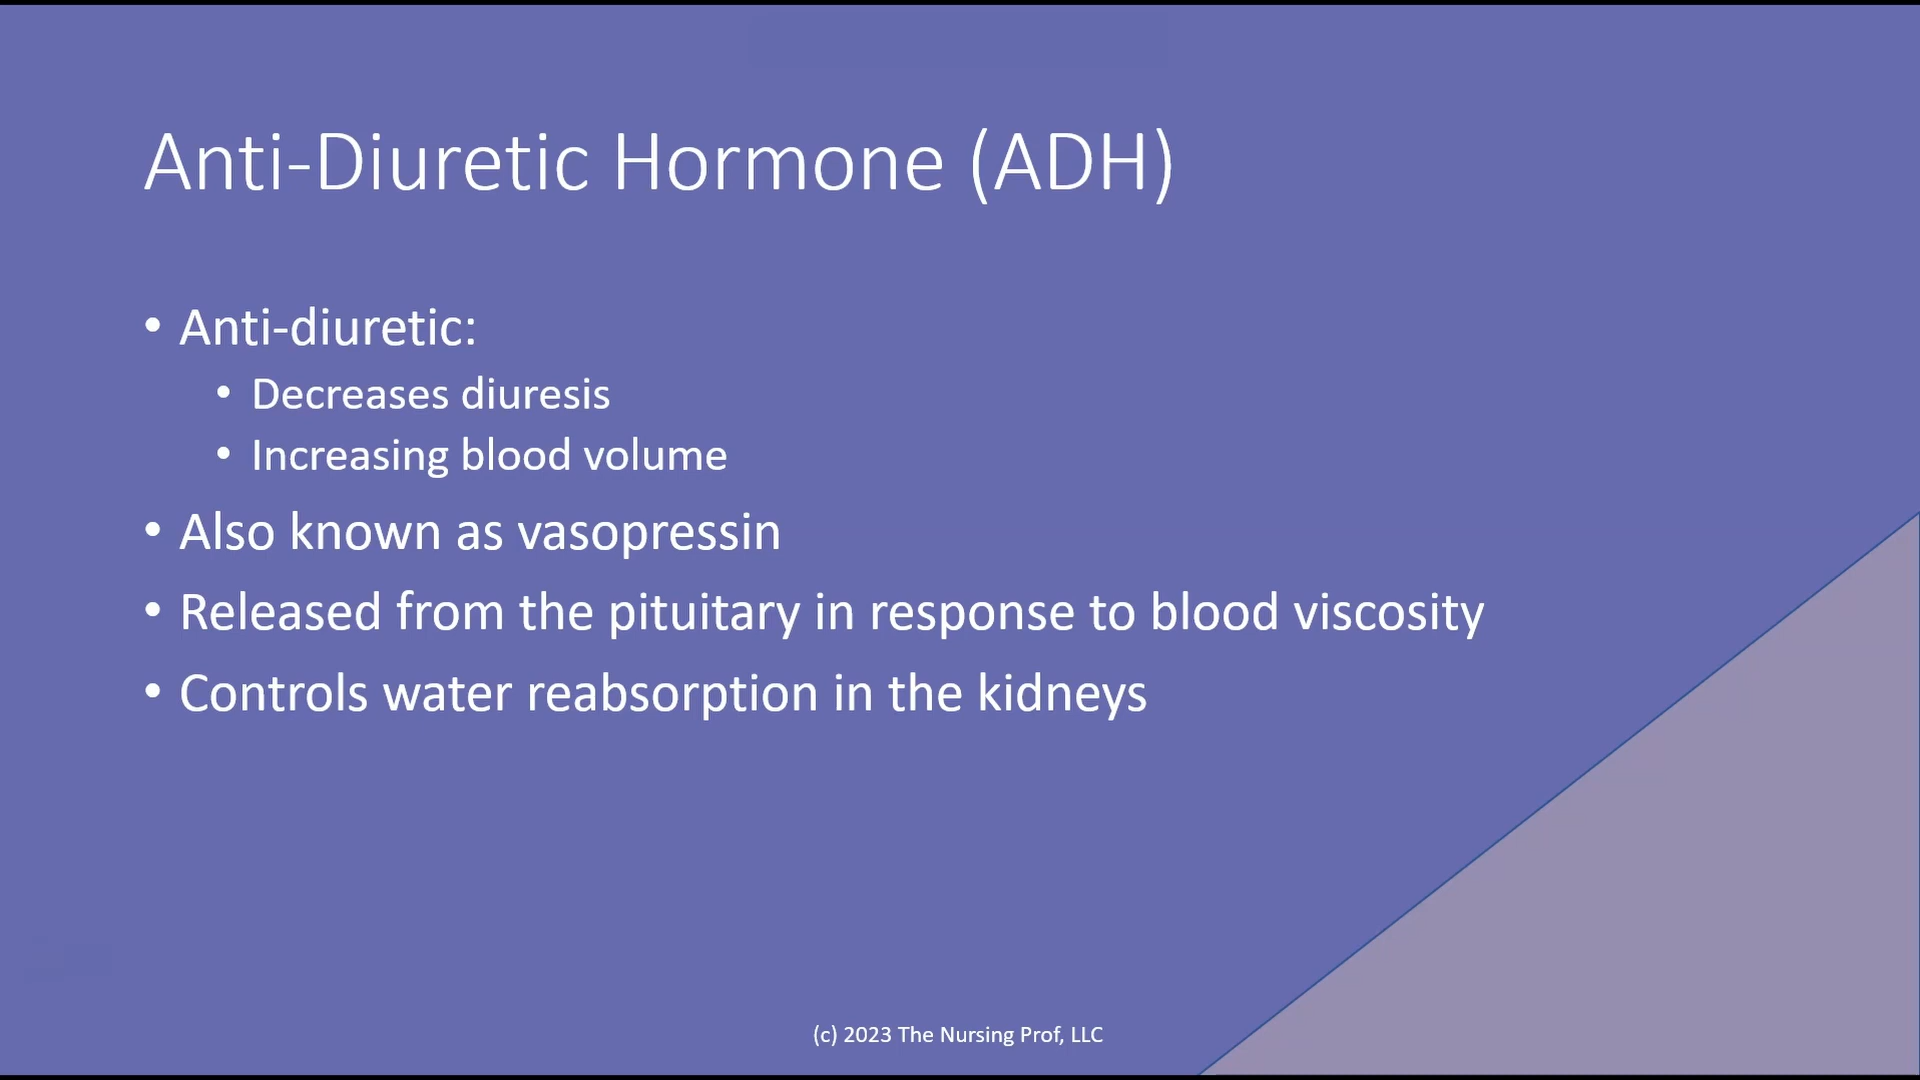 Anti-Diuretic Hormone (ADH)
• Anti-diuretic:
• Decreases diuresis
• Increasing blood volume
• Also known as vasopressin
• Released from the pituitary in response to blood viscosity
• Controls water reabsorption in the kidneys
(c) 2023 The Nursing Prof, LLC